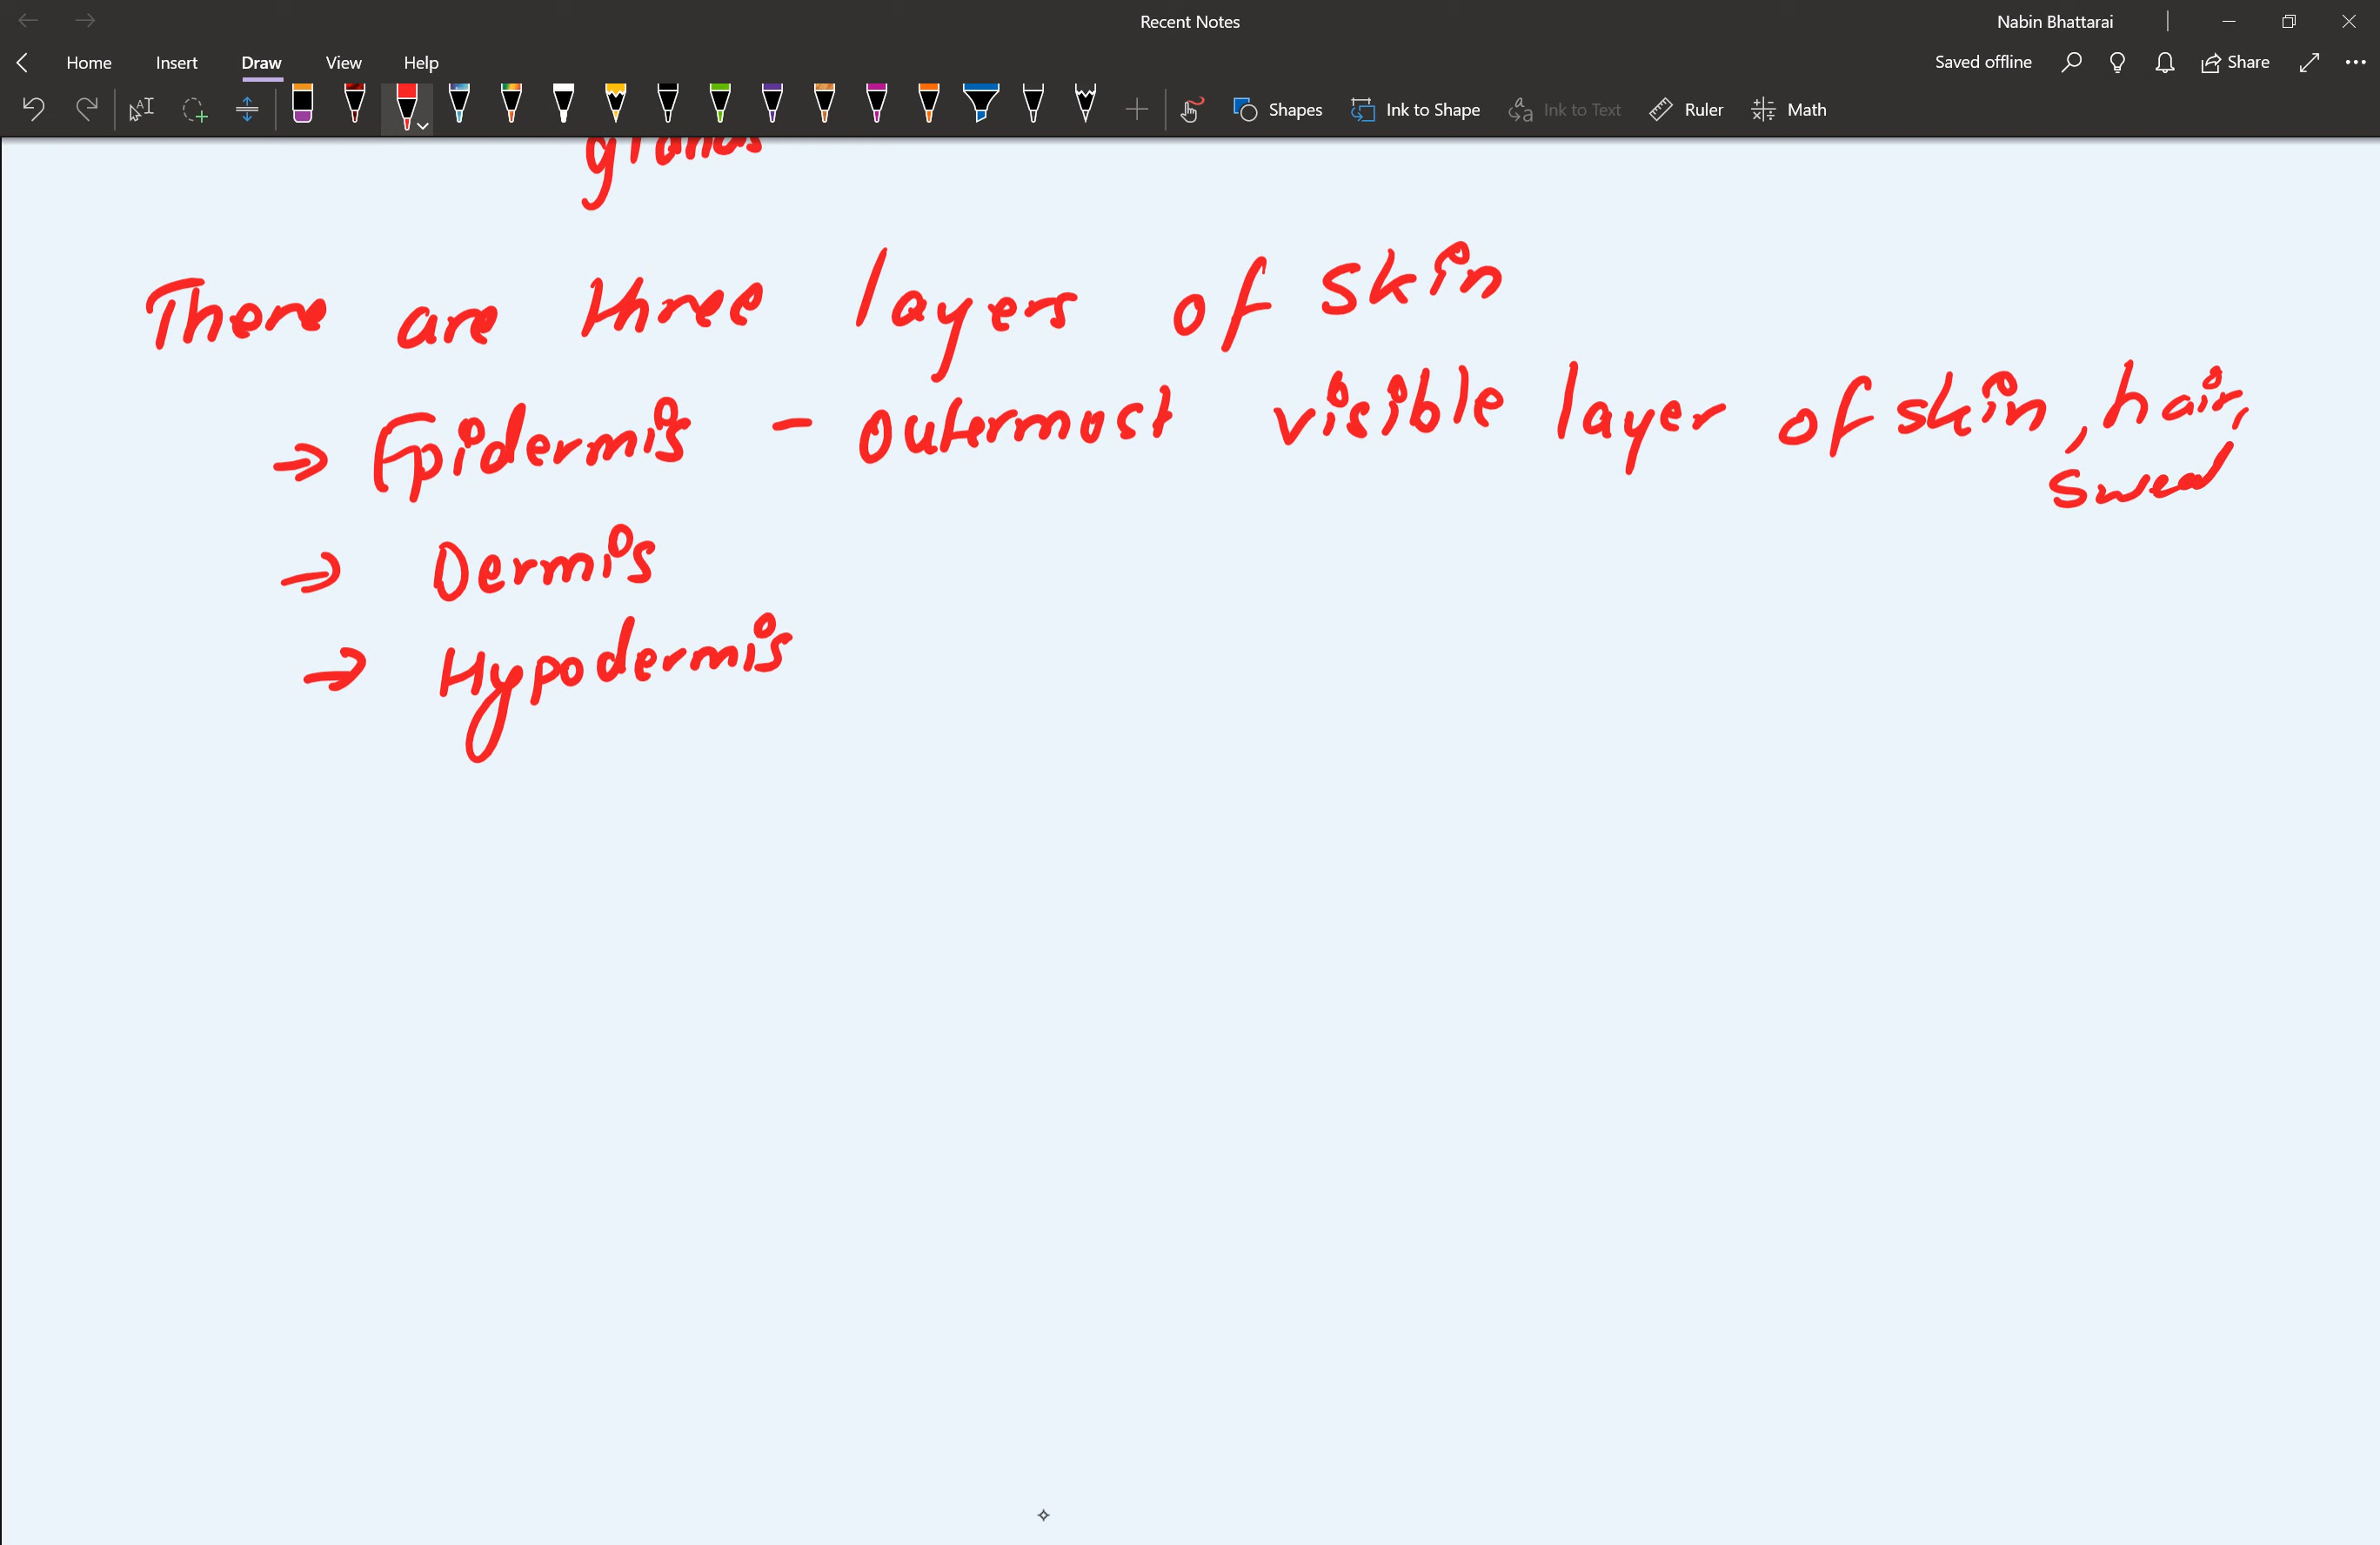 Recent Notes
Nabin Bhattarai
Home Insert Draw View Help
Saved offline
Share
Shapes Ink to Shape Ink to Text Ruler Math
glands
There are three layers of skin
⇒ Epidermis - outermost visible layer of skin, hair,
⇒ Dermis
→ Hypodermis